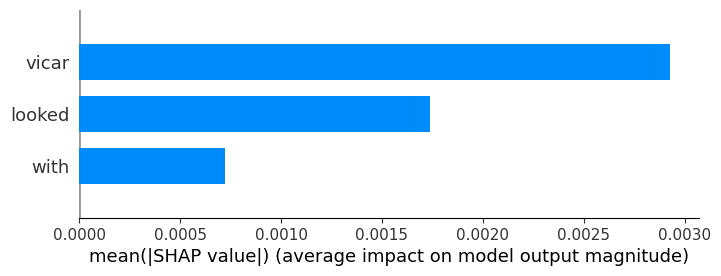 vicar
looked
with
0.0000 0.0005 0.0010 0.0015 0.0020 0.0025 0.0030
mean(|SHAP value|) (average impact on model output magnitude)